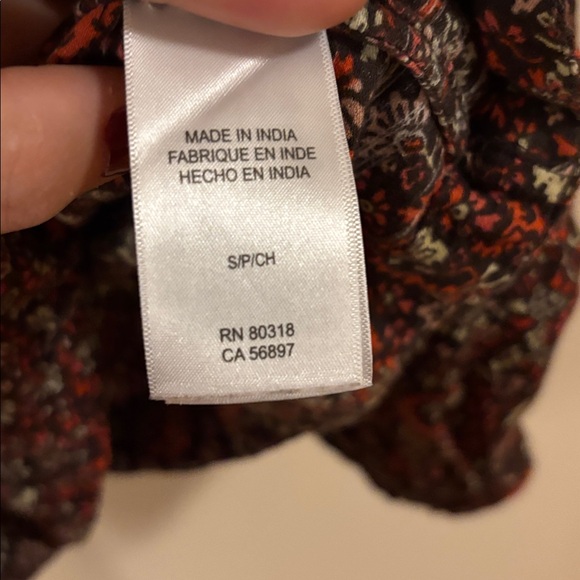 MADE IN INDIA
FABRIQUE EN INDE
HECHO EN INDIA
S/P/CH
RN 80318
CA 56897